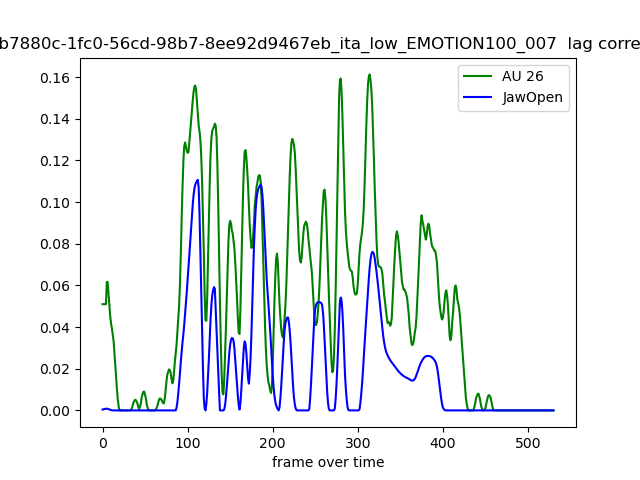 b7880c-1fc0-56cd-98b7-8ee92d9467eb_ita_low_EMOTION100_007  lag corre
AU 26
JawOpen
0.16
0.14
0.12
0.10
0.08
0.06
0.04
0.02
0.00
0 100 200 300 400 500
frame over time